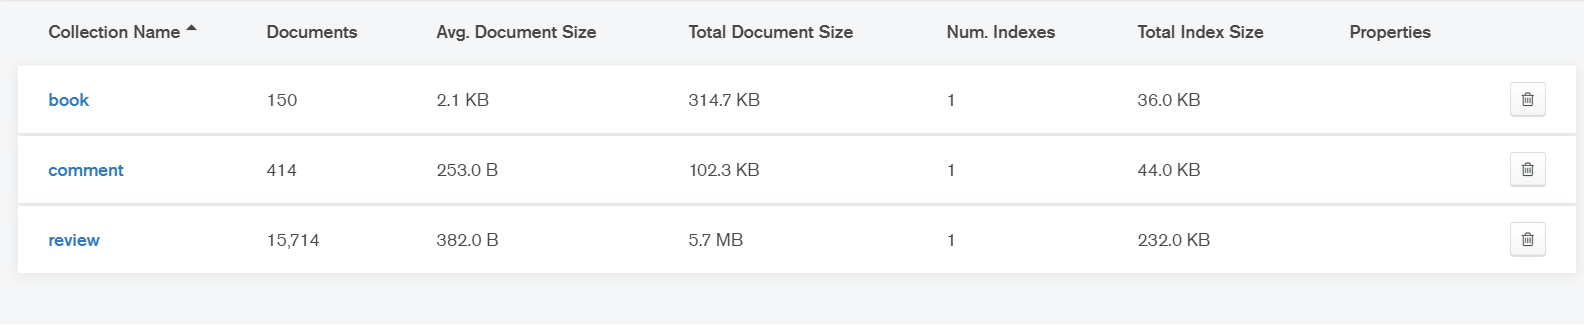 Collection Name Documents Avg. Document Size Total Document Size Num. Indexes Total Index Size Properties
book 150 2.1 KB 314.7 KB 1 36.0 KB
comment 414 253.0 B 102.3 KB 1 44.0 KB
review 15,714 382.0 B 5.7 MB 1 232.0 KB